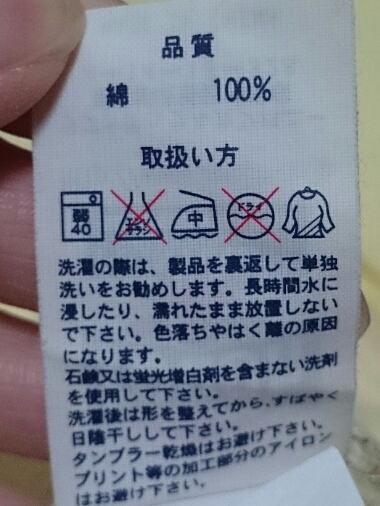 品質
綿 100%
取扱い方
弱 40 エンソ サラシ 中 ドライ
洗濯の際は、製品を裏返して単独
洗いをお勧めします。長時間水に
浸したり、濡れたまま放置しない
で下さい。色落ちやはく離の原因
になります。
石鹸又は蛍光増白剤を含まない洗剤
を使用して下さい。
洗濯後は形を整えてから、すばやく
日陰干しして下さい。
タンブラー乾燥はお避け下さい。
プリント等の加工部分のアイロン
はお避け下さい。